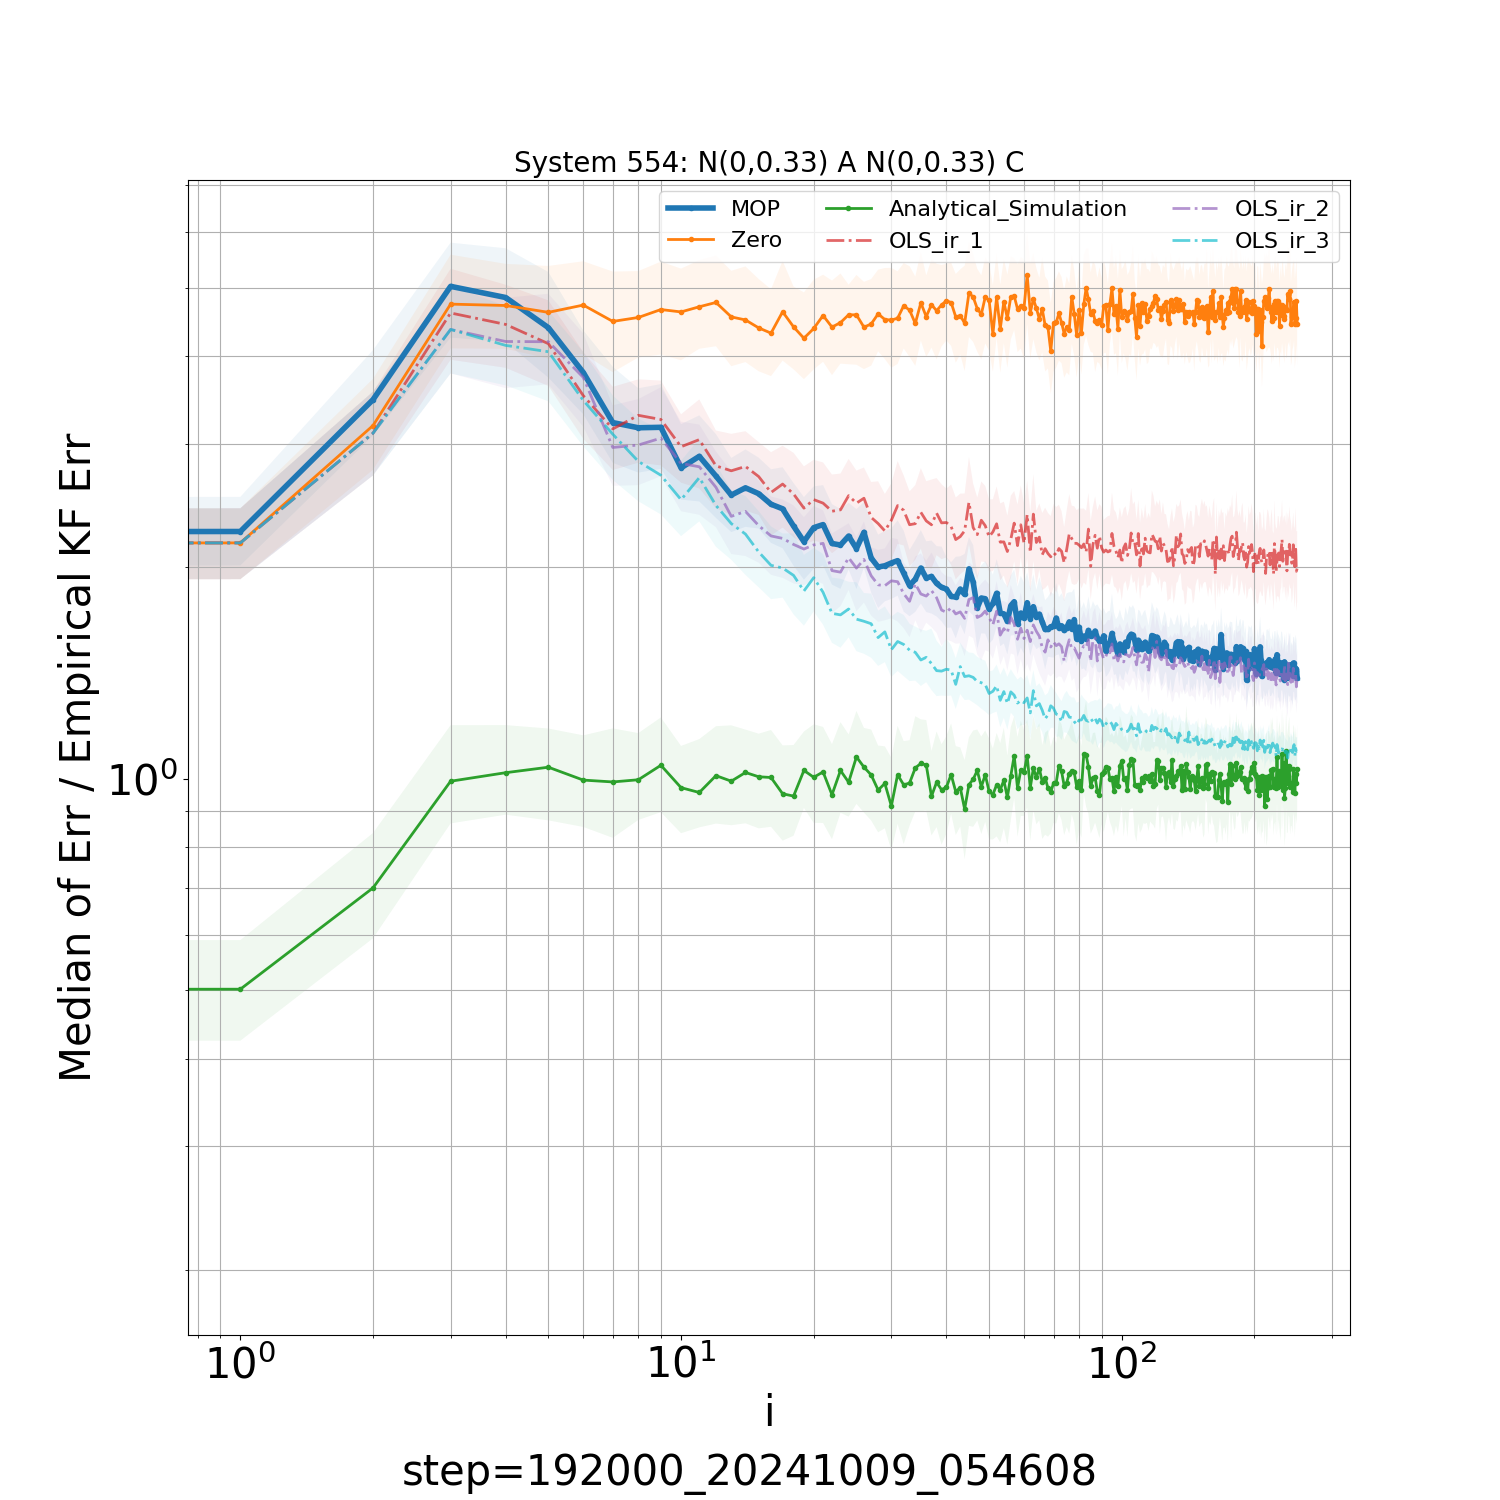 System 554: N(0,0.33) A N(0,0.33) C
MOP
Zero
Analytical_Simulation
OLS_ir_1
OLS_ir_2
OLS_ir_3
Median of Err / Empirical KF Err
10⁰
10⁰ 10¹ 10²
i
step=192000_20241009_054608